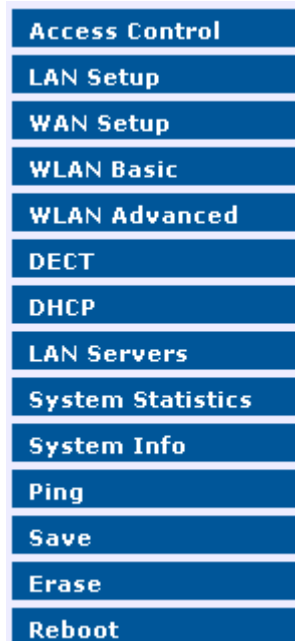 Access Control
LAN Setup
WAN Setup
WLAN Basic
WLAN Advanced
DECT
DHCP
LAN Servers
System Statistics
System Info
Ping
Save
Erase
Reboot